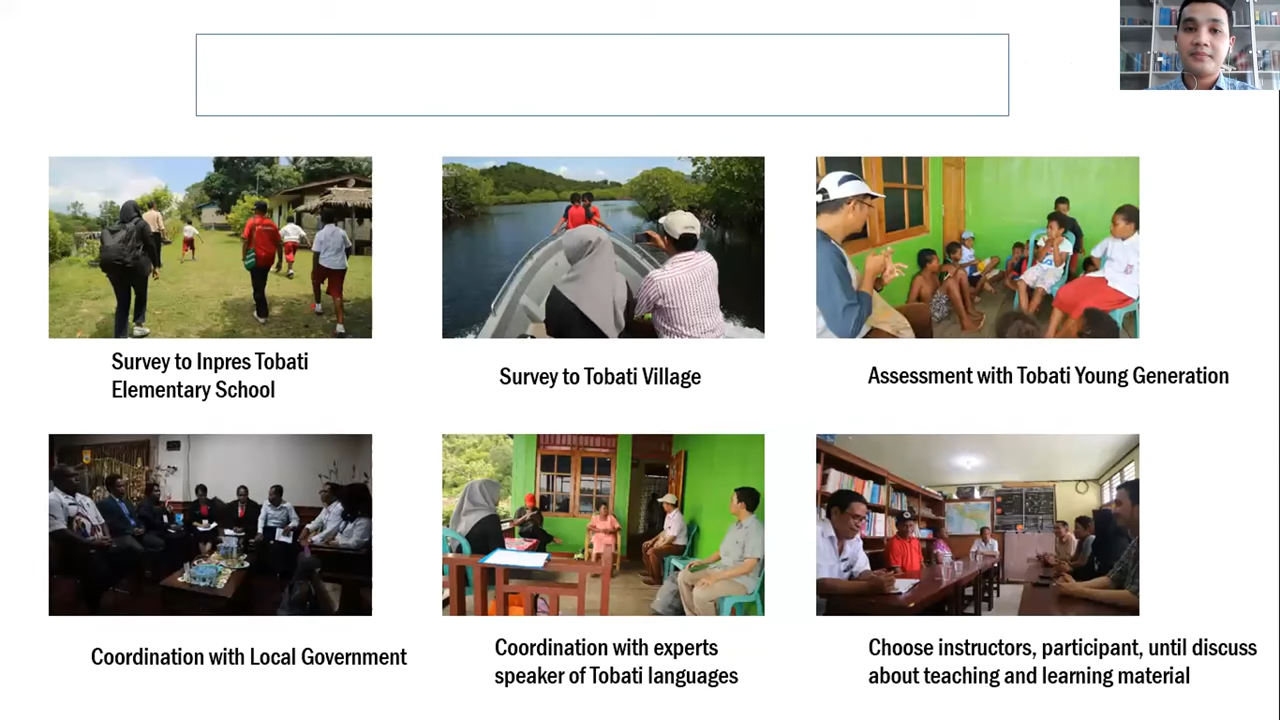 Survey to Inpres Tobati
Elementary School
Survey to Tobati Village
Assessment with Tobati Young Generation
Coordination with Local Government
Coordination with experts
speaker of Tobati languages
Choose instructors, participant, until discuss
about teaching and learning material